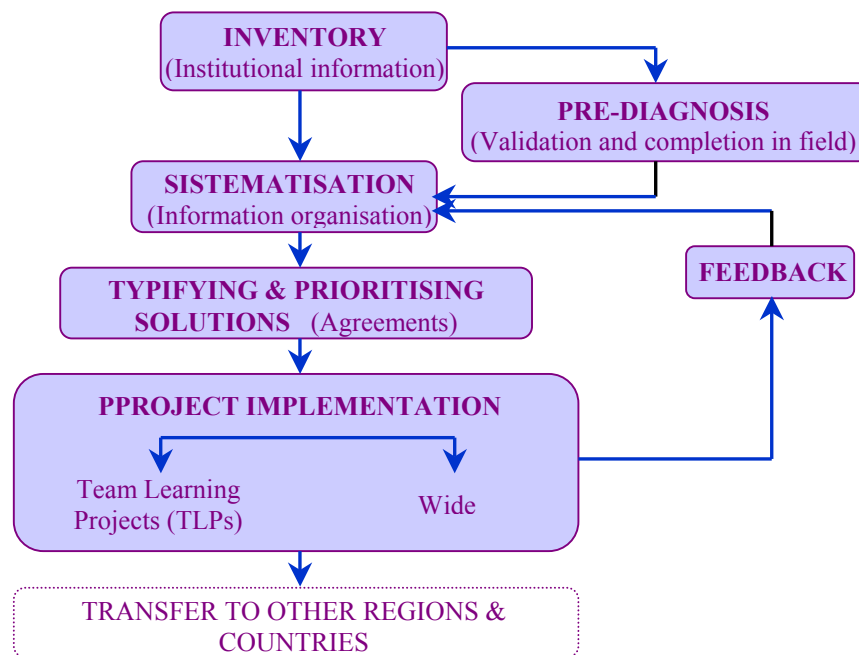 INVENTORY
(Institutional information)
PRE-DIAGNOSIS
(Validation and completion in field)
SISTEMATISATION
(Information organisation)
FEEDBACK
TYPIFYING & PRIORITISING
SOLUTIONS (Agreements)
PPROJECT IMPLEMENTATION
Team Learning
Projects (TLPs)
Wide
TRANSFER TO OTHER REGIONS &
COUNTRIES